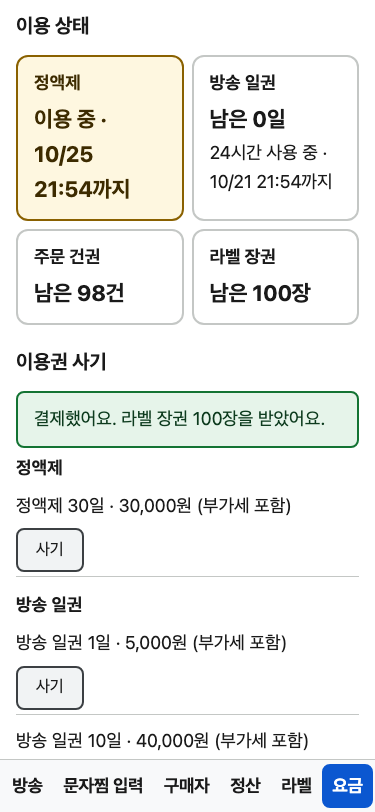 이용 상태
정액제
이용 중 ·
10/25
21:54까지
방송 일권
남은 0일
24시간 사용 중 ·
10/21 21:54까지
주문 건권
남은 98건
라벨 장권
남은 100장
이용권 사기
결제했어요. 라벨 장권 100장을 받았어요.
정액제
정액제 30일 · 30,000원 (부가세 포함)
사기
방송 일권
방송 일권 1일 · 5,000원 (부가세 포함)
사기
방송 일권 10일 · 40,000원 (부가세 포함)
방송 문자찜 입력 구매자 정산 라벨 요금